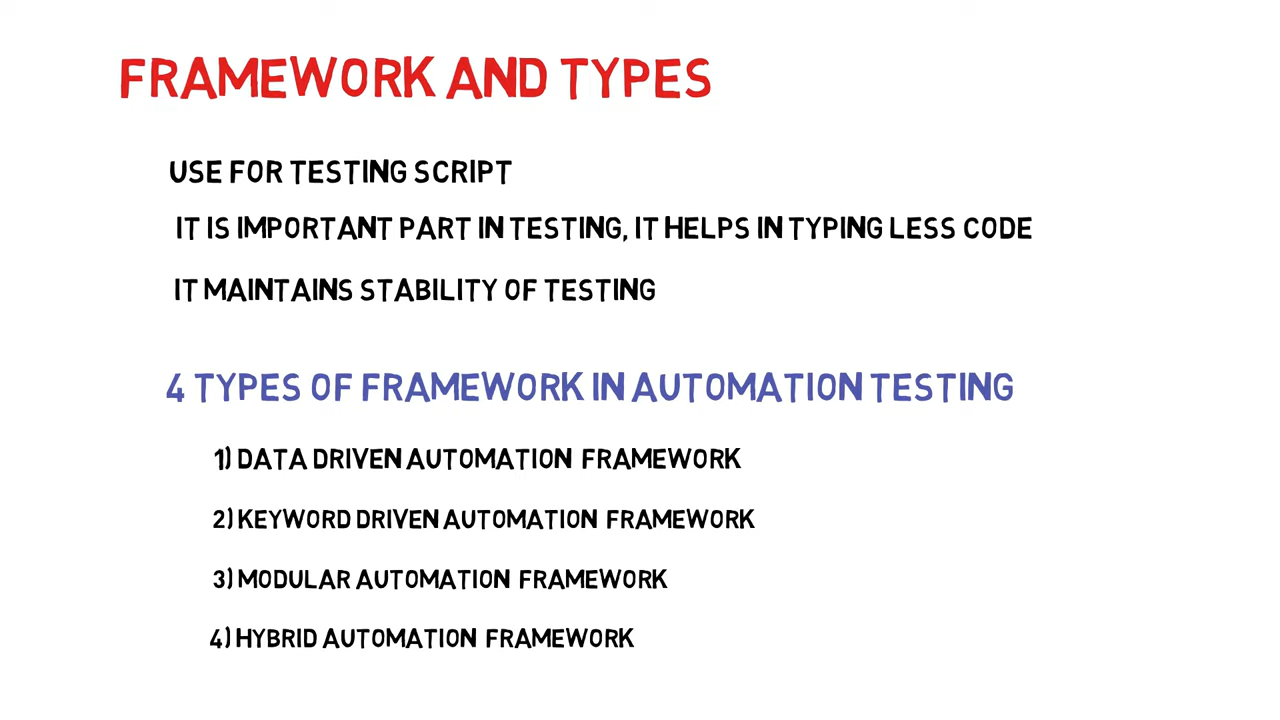 FRAMEWORK AND TYPES
USE FOR TESTING SCRIPT
IT IS IMPORTANT PART IN TESTING, IT HELPS IN TYPING LESS CODE
IT MAINTAINS STABILITY OF TESTING
4 TYPES OF FRAMEWORK IN AUTOMATION TESTING
1) DATA DRIVEN AUTOMATION FRAMEWORK
2) KEYWORD DRIVEN AUTOMATION FRAMEWORK
3) MODULAR AUTOMATION FRAMEWORK
4) HYBRID AUTOMATION FRAMEWORK